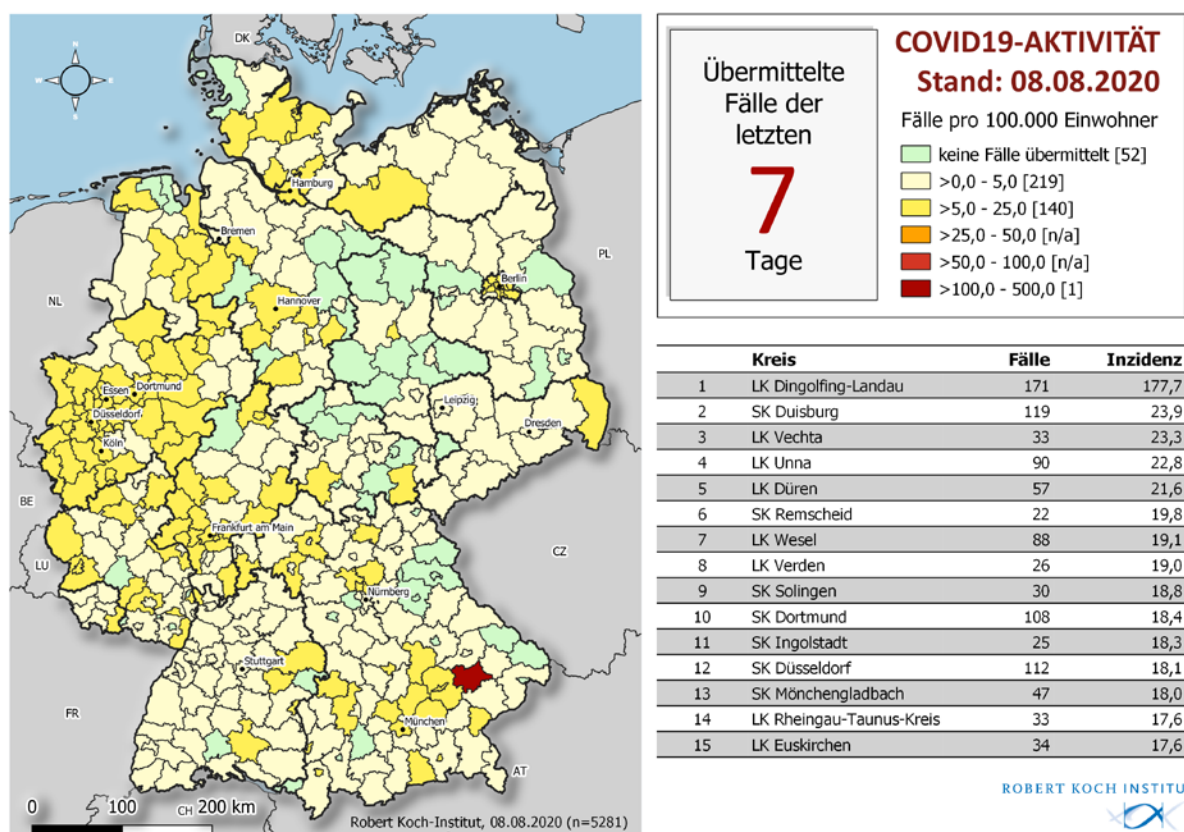 DK
Hamburg
Bremen
PL
Berlin
NL
Hannover
Essen
Dortmund
Düsseldorf
Leipzig
Köln
Dresden
BE
Frankfurt am Main
LU
CZ
Nürnberg
Stuttgart
FR
München
AT
CH
0 100 200 km
Robert Koch-Institut, 08.08.2020 (n=5281)
Übermittelte
Fälle der
letzten
7
Tage
COVID19-AKTIVITÄT
Stand: 08.08.2020
Fälle pro 100.000 Einwohner
keine Fälle übermittelt [52]
>0,0 - 5,0 [219]
>5,0 - 25,0 [140]
>25,0 - 50,0 [n/a]
>50,0 - 100,0 [n/a]
>100,0 - 500,0 [1]
Kreis Fälle Inzidenz
1 LK Dingolfing-Landau 171 177,7
2 SK Duisburg 119 23,9
3 LK Vechta 33 23,3
4 LK Unna 90 22,8
5 LK Düren 57 21,6
6 SK Remscheid 22 19,8
7 LK Wesel 88 19,1
8 LK Verden 26 19,0
9 SK Solingen 30 18,8
10 SK Dortmund 108 18,4
11 SK Ingolstadt 25 18,3
12 SK Düsseldorf 112 18,1
13 SK Mönchengladbach 47 18,0
14 LK Rheingau-Taunus-Kreis 33 17,6
15 LK Euskirchen 34 17,6
ROBERT KOCH INSTITU